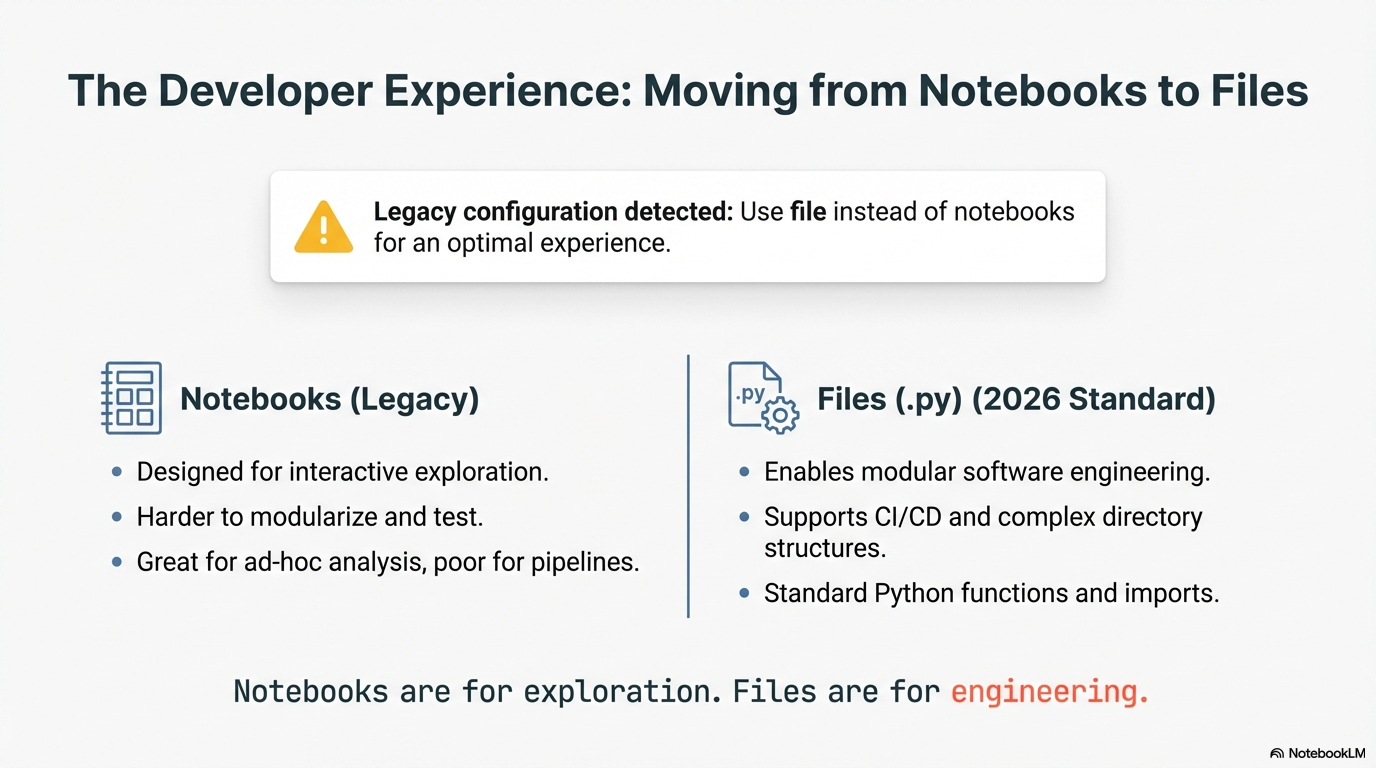 The Developer Experience: Moving from Notebooks to Files
Legacy configuration detected: Use file instead of notebooks
for an optimal experience.
Notebooks (Legacy)
• Designed for interactive exploration.
• Harder to modularize and test.
• Great for ad-hoc analysis, poor for pipelines.
.py
Files (.py) (2026 Standard)
• Enables modular software engineering.
• Supports CI/CD and complex directory
structures.
• Standard Python functions and imports.
Notebooks are for exploration. Files are for engineering.
NotebookLM